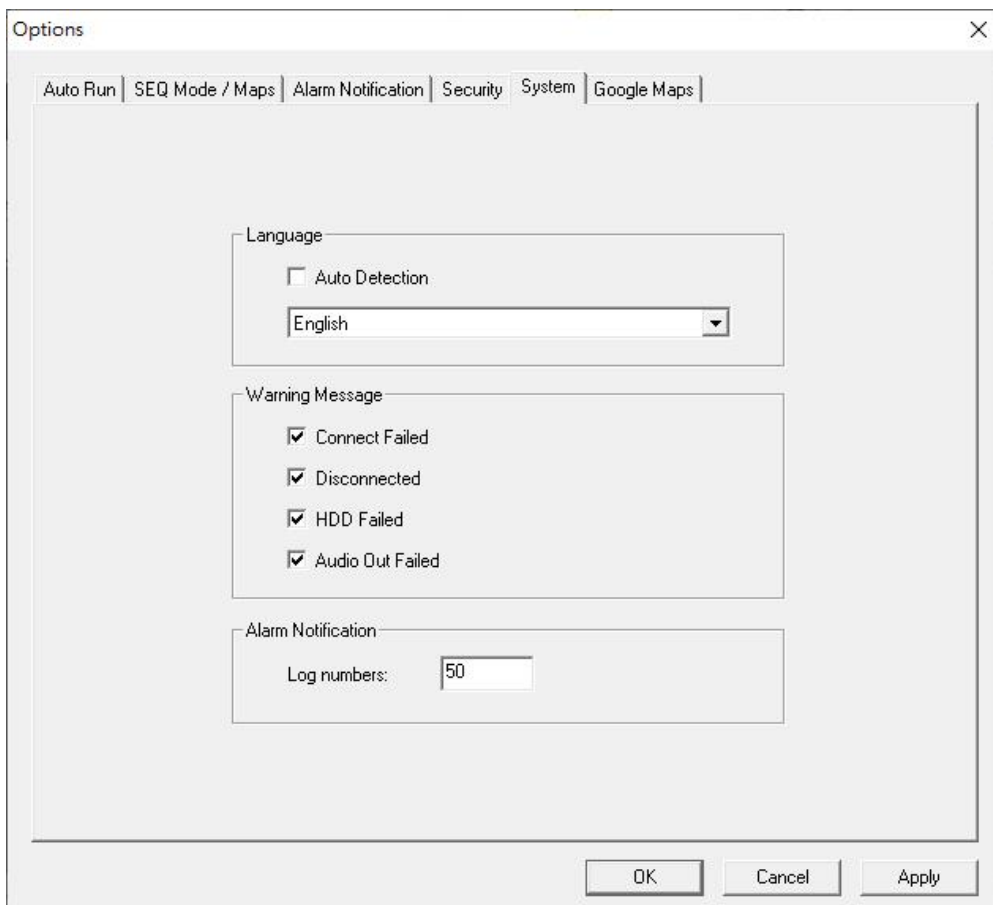 Options
Auto Run SEQ Mode / Maps Alarm Notification Security System Google Maps
Language
Auto Detection
English
Warning Message
Connect Failed
Disconnected
HDD Failed
Audio Out Failed
Alarm Notification
Log numbers: 50
OK Cancel Apply